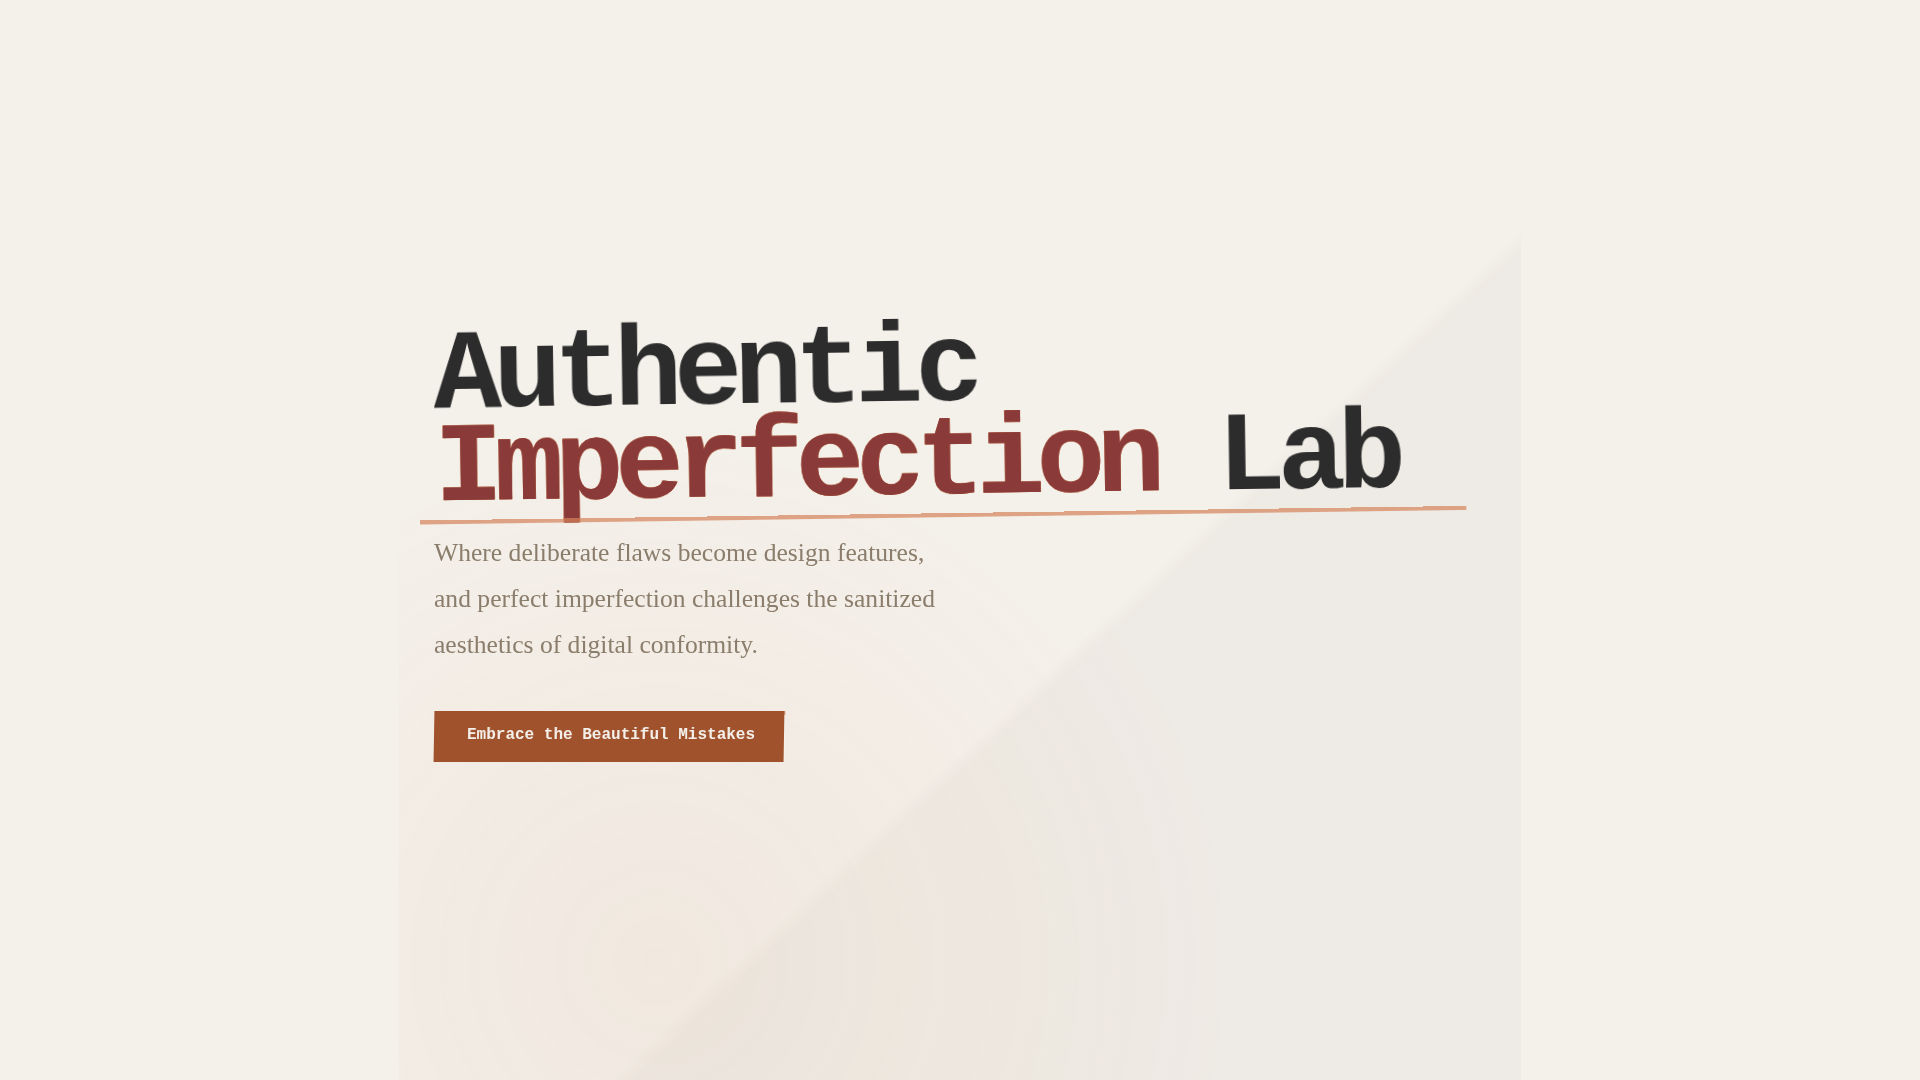 Authentic
Imperfection Lab
Where deliberate flaws become design features,
and perfect imperfection challenges the sanitized
aesthetics of digital conformity.
Embrace the Beautiful Mistakes